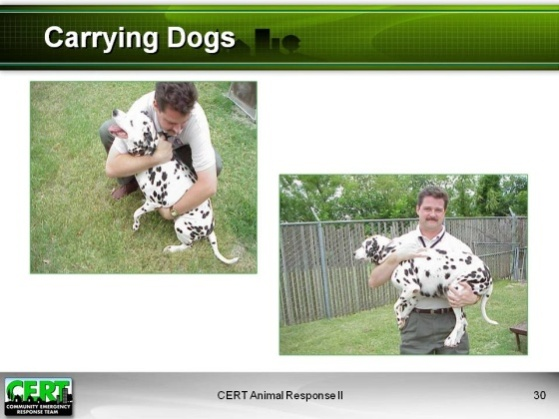 Carrying Dogs
CERT
COMMUNITY EMERGENCY
RESPONSE TEAM
CERT Animal Response II
30